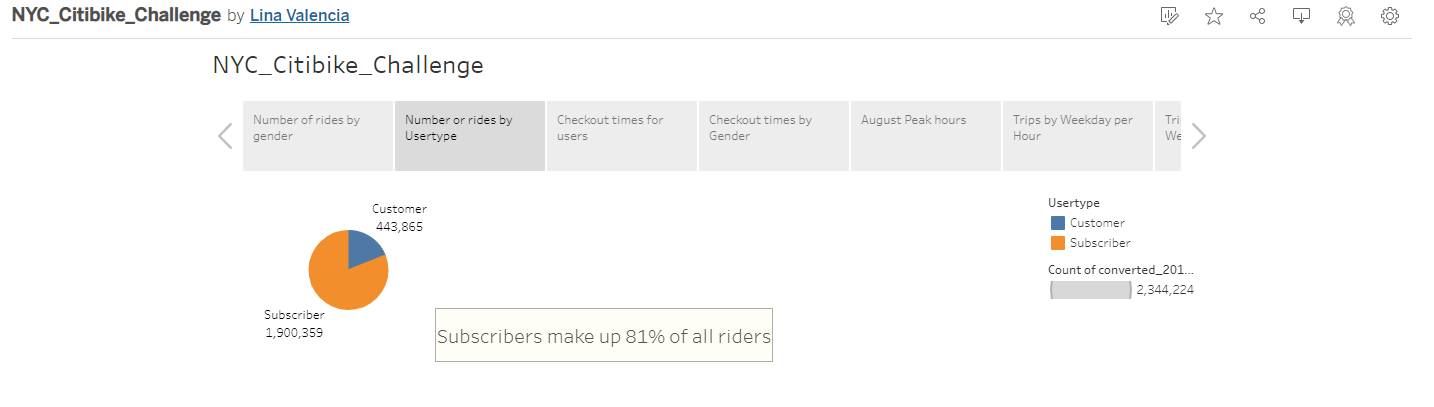 NYC_Citibike_Challenge by Lina Valencia
NYC_Citibike_Challenge
Number of rides by
gender
Number or rides by
Usertype
Checkout times for
users
Checkout times by
Gender
August Peak hours
Trips by Weekday per
Hour
Tri
We
Customer
443,865
Subscriber
1,900,359
Subscribers make up 81% of all riders
Usertype
Customer
Subscriber
Count of converted_201...
2,344,224